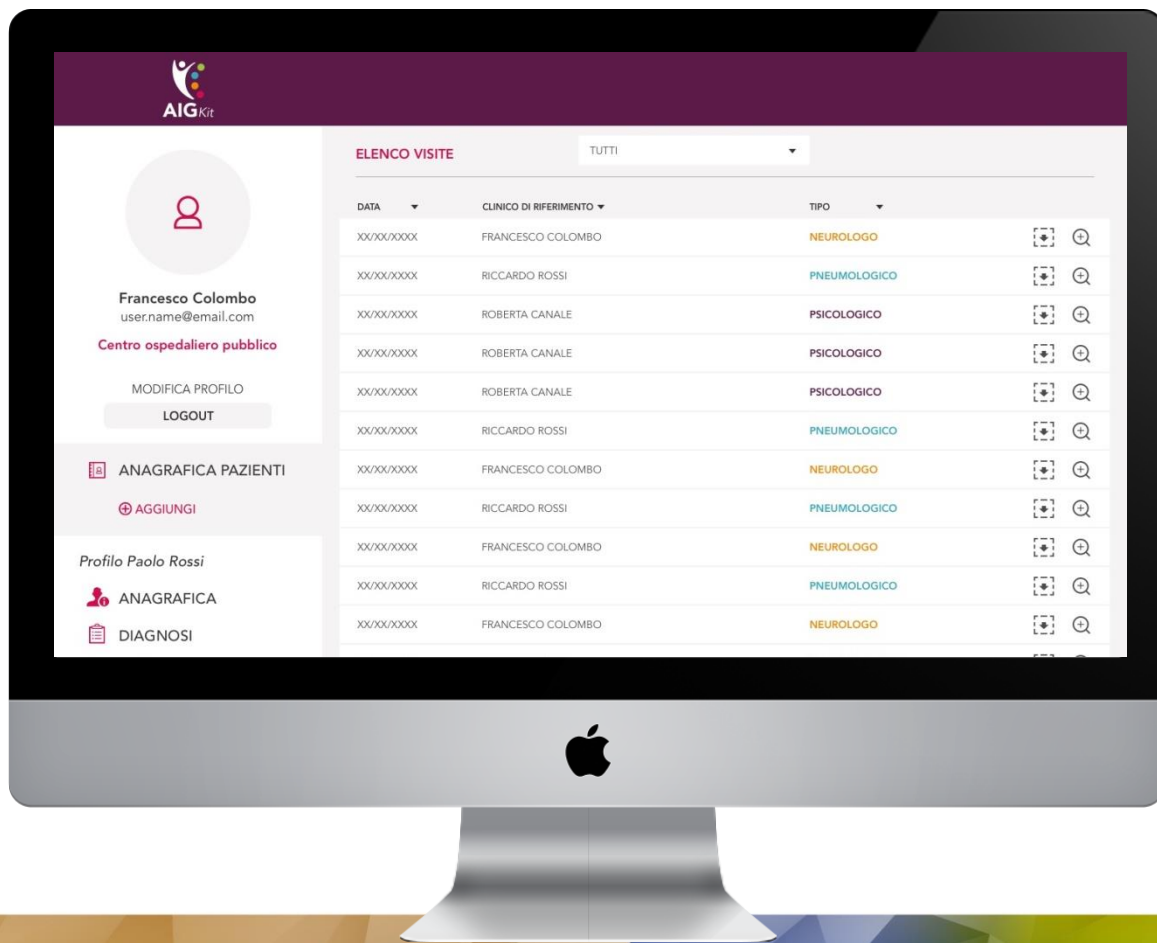 AIGKit
Francesco Colombo
user.name@email.com
Centro ospedaliero pubblico
MODIFICA PROFILO
LOGOUT
ANAGRAFICA PAZIENTI
AGGIUNGI
Profilo Paolo Rossi
ANAGRAFICA
DIAGNOSI
ELENCO VISITE TUTTI
DATA CLINICO DI RIFERIMENTO TIPO
XX/XX/XXXX FRANCESCO COLOMBO NEUROLOGO
XX/XX/XXXX RICCARDO ROSSI PNEUMOLOGICO
XX/XX/XXXX ROBERTA CANALE PSICOLOGICO
XX/XX/XXXX ROBERTA CANALE PSICOLOGICO
XX/XX/XXXX ROBERTA CANALE PSICOLOGICO
XX/XX/XXXX RICCARDO ROSSI PNEUMOLOGICO
XX/XX/XXXX FRANCESCO COLOMBO NEUROLOGO
XX/XX/XXXX RICCARDO ROSSI PNEUMOLOGICO
XX/XX/XXXX FRANCESCO COLOMBO NEUROLOGO
XX/XX/XXXX RICCARDO ROSSI PNEUMOLOGICO
XX/XX/XXXX FRANCESCO COLOMBO NEUROLOGO